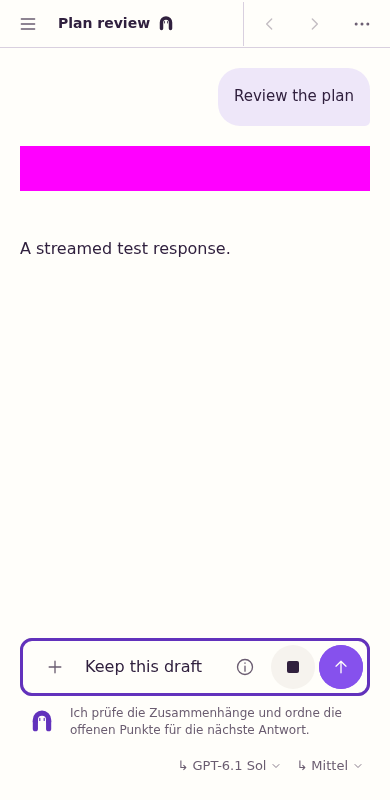 Plan review
Review the plan
A streamed test response.
Keep this draft
Ich prüfe die Zusammenhänge und ordne die
offenen Punkte für die nächste Antwort.
↳ GPT-6.1 Sol ↳ Mittel